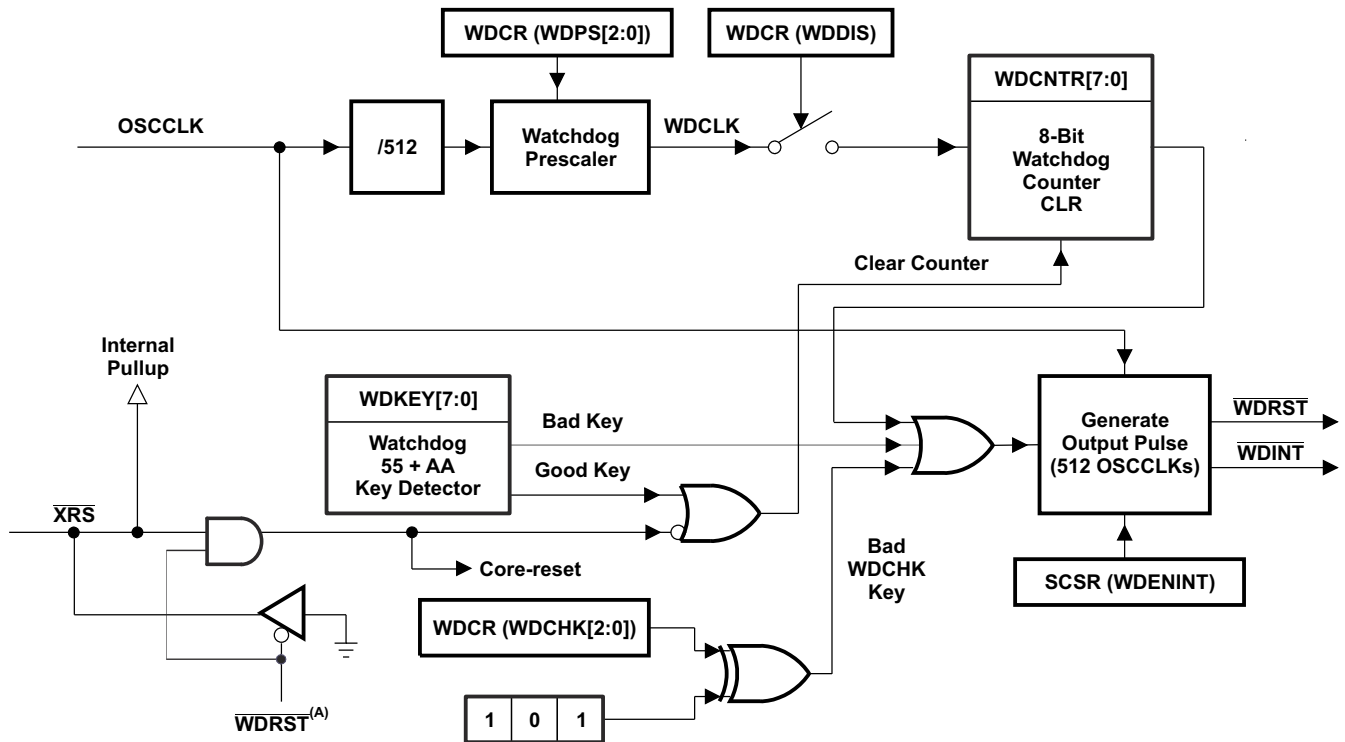 WDCR (WDPS[2:0])
WDCR (WDDIS)
WDCNTR[7:0]
OSCCLK
/512
Watchdog
Prescaler
WDCLK
8-Bit
Watchdog
Counter
CLR
Clear Counter
Internal
Pullup
WDKEY[7:0]
Watchdog
55 + AA
Key Detector
Bad Key
Good Key
Generate
Output Pulse
(512 OSCCLKs)
WDRST
WDINT
XRS
Core-reset
Bad
WDCHK
Key
SCSR (WDENINT)
WDCR (WDCHK[2:0])
1 0 1
WDRST(A)